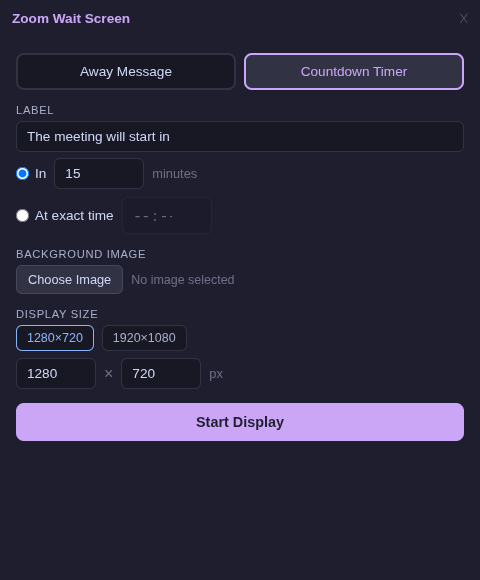 Zoom Wait Screen X
Away Message Countdown Timer
LABEL
The meeting will start in
In 15 minutes
At exact time --:--
BACKGROUND IMAGE
Choose Image No image selected
DISPLAY SIZE
1280×720 1920×1080
1280 × 720 px
Start Display